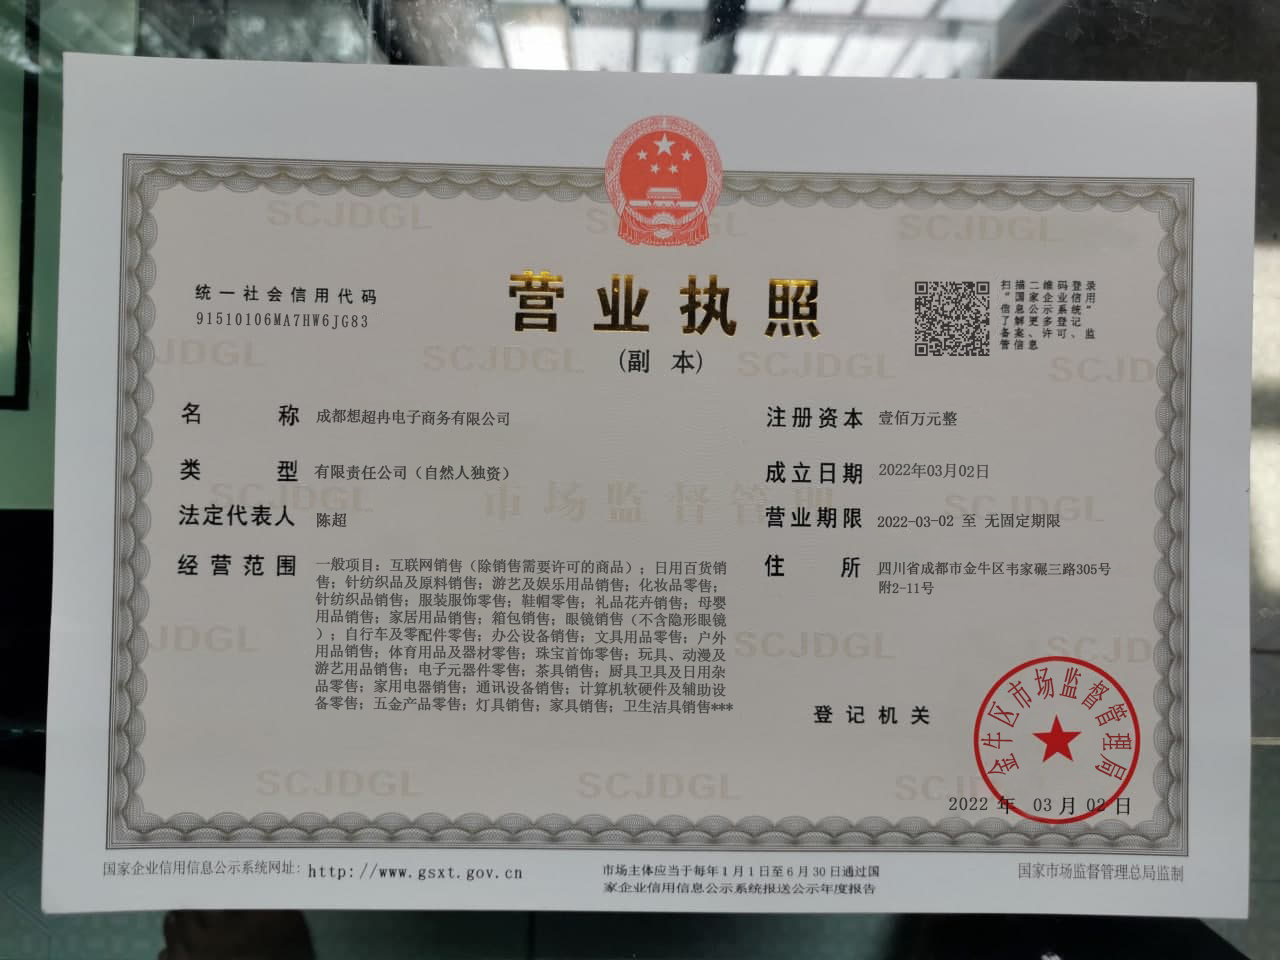 SCJDGL
统一社会信用代码
91510106MA7HW6JG83
营业执照
(副 本)
扫描二维码登录
“国家企业信用
信息公示系统”
了解更多登记、
备案、许可、监
管信息
名 称 成都想超冉电子商务有限公司
类 型 有限责任公司（自然人独资）
法定代表人 陈超
经营范围 一般项目：互联网销售（除销售需要许可的商品）；日用百货销
售；针纺织品及原料销售；游艺及娱乐用品销售；化妆品零售；
针纺织品销售；服装服饰零售；鞋帽零售；礼品花卉销售；母婴
用品销售；家居用品销售；箱包销售；眼镜销售（不含隐形眼镜
）；自行车及零配件零售；办公设备销售；文具用品零售；户外
用品销售；体育用品及器材零售；珠宝首饰零售；玩具、动漫及
游艺用品销售；电子元器件零售；茶具销售；厨具卫具及日用杂
品零售；家用电器销售；通讯设备销售；计算机软硬件及辅助设
备零售；五金产品零售；灯具销售；家具销售；卫生洁具销售***
注册资本 壹佰万元整
成立日期 2022年03月02日
营业期限 2022-03-02 至 无固定期限
住 所 四川省成都市金牛区韦家碾三路305号
附2-11号
市场监督管理
登记机关
金牛区市场监督管理局
2022 年 03 月 02 日
国家企业信用信息公示系统网址：http://www.gsxt.gov.cn
市场主体应当于每年1月1日至6月30日通过国
家企业信用信息公示系统报送公示年度报告
国家市场监督管理总局监制